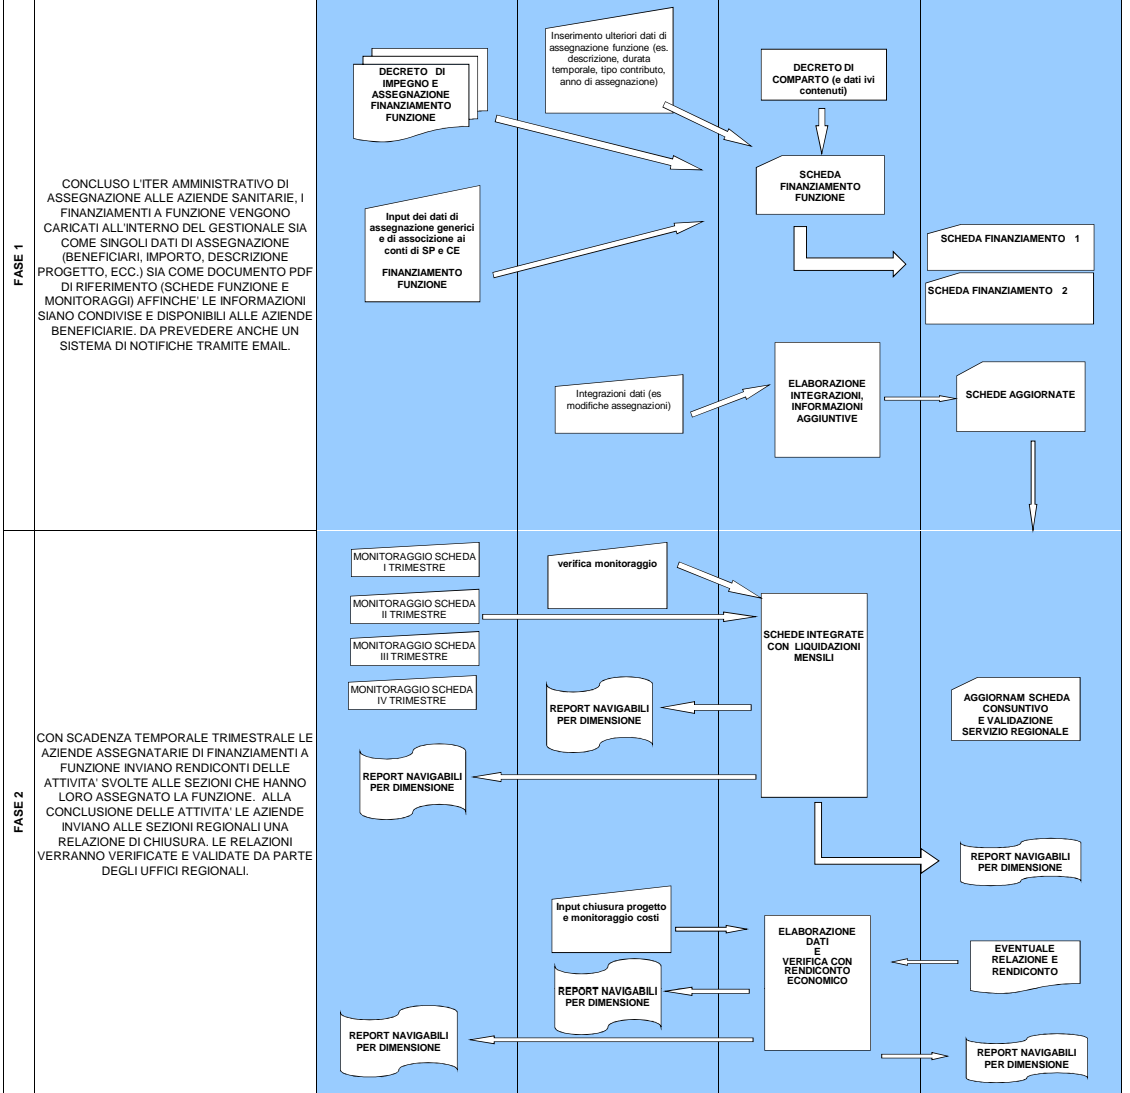 FASE 1
CONCLUSO L'ITER AMMINISTRATIVO DI
ASSEGNAZIONE ALLE AZIENDE SANITARIE, I
FINANZIAMENTI A FUNZIONE VENGONO
CARICATI ALL'INTERNO DEL GESTIONALE SIA
COME SINGOLI DATI DI ASSEGNAZIONE
(BENEFICIARI, IMPORTO, DESCRIZIONE
PROGETTO, ECC.) SIA COME DOCUMENTO PDF
DI RIFERIMENTO (SCHEDE FUNZIONE E
MONITORAGGI) AFFINCHE' LE INFORMAZIONI
SIANO CONDIVISE E DISPONIBILI ALLE AZIENDE
BENEFICIARIE. DA PREVEDERE ANCHE UN
SISTEMA DI NOTIFICHE TRAMITE EMAIL.
DECRETO DI
IMPEGNO E
ASSEGNAZIONE
FINANZIAMENTO
FUNZIONE
Inserimento ulteriori dati di
assegnazione funzione (es.
descrizione, durata
temporale, tipo contributo,
anno di assegnazione)
DECRETO DI
COMPARTO (e dati ivi
contenuti)
SCHEDA
FINANZIAMENTO
FUNZIONE
Input dei dati di
assegnazione generici
e di associzione ai
conti di SP e CE
FINANZIAMENTO
FUNZIONE
SCHEDA FINANZIAMENTO 1
SCHEDA FINANZIAMENTO 2
Integrazioni dati (es
modifiche assegnazioni)
ELABORAZIONE
INTEGRAZIONI,
INFORMAZIONI
AGGIUNTIVE
SCHEDE AGGIORNATE
FASE 2
CON SCADENZA TEMPORALE TRIMESTRALE LE
AZIENDE ASSEGNATARIE DI FINANZIAMENTI A
FUNZIONE INVIANO RENDICONTI DELLE
ATTIVITA' SVOLTE ALLE SEZIONI CHE HANNO
LORO ASSEGNATO LA FUNZIONE. ALLA
CONCLUSIONE DELLE ATTIVITA' LE AZIENDE
INVIANO ALLE SEZIONI REGIONALI UNA
RELAZIONE DI CHIUSURA. LE RELAZIONI
VERRANNO VERIFICATE E VALIDATE DA PARTE
DEGLI UFFICI REGIONALI.
MONITORAGGIO SCHEDA
I TRIMESTRE
MONITORAGGIO SCHEDA
II TRIMESTRE
MONITORAGGIO SCHEDA
III TRIMESTRE
MONITORAGGIO SCHEDA
IV TRIMESTRE
verifica monitoraggio
SCHEDE INTEGRATE
CON LIQUIDAZIONI
MENSILI
REPORT NAVIGABILI
PER DIMENSIONE
AGGIORNAM SCHEDA
CONSUNTIVO
E VALIDAZIONE
SERVIZIO REGIONALE
REPORT NAVIGABILI
PER DIMENSIONE
REPORT NAVIGABILI
PER DIMENSIONE
Input chiusura progetto
e monitoraggio costi
ELABORAZIONE
DATI
E
VERIFICA CON
RENDICONTO
ECONOMICO
EVENTUALE
RELAZIONE E
RENDICONTO
REPORT NAVIGABILI
PER DIMENSIONE
REPORT NAVIGABILI
PER DIMENSIONE
REPORT NAVIGABILI
PER DIMENSIONE